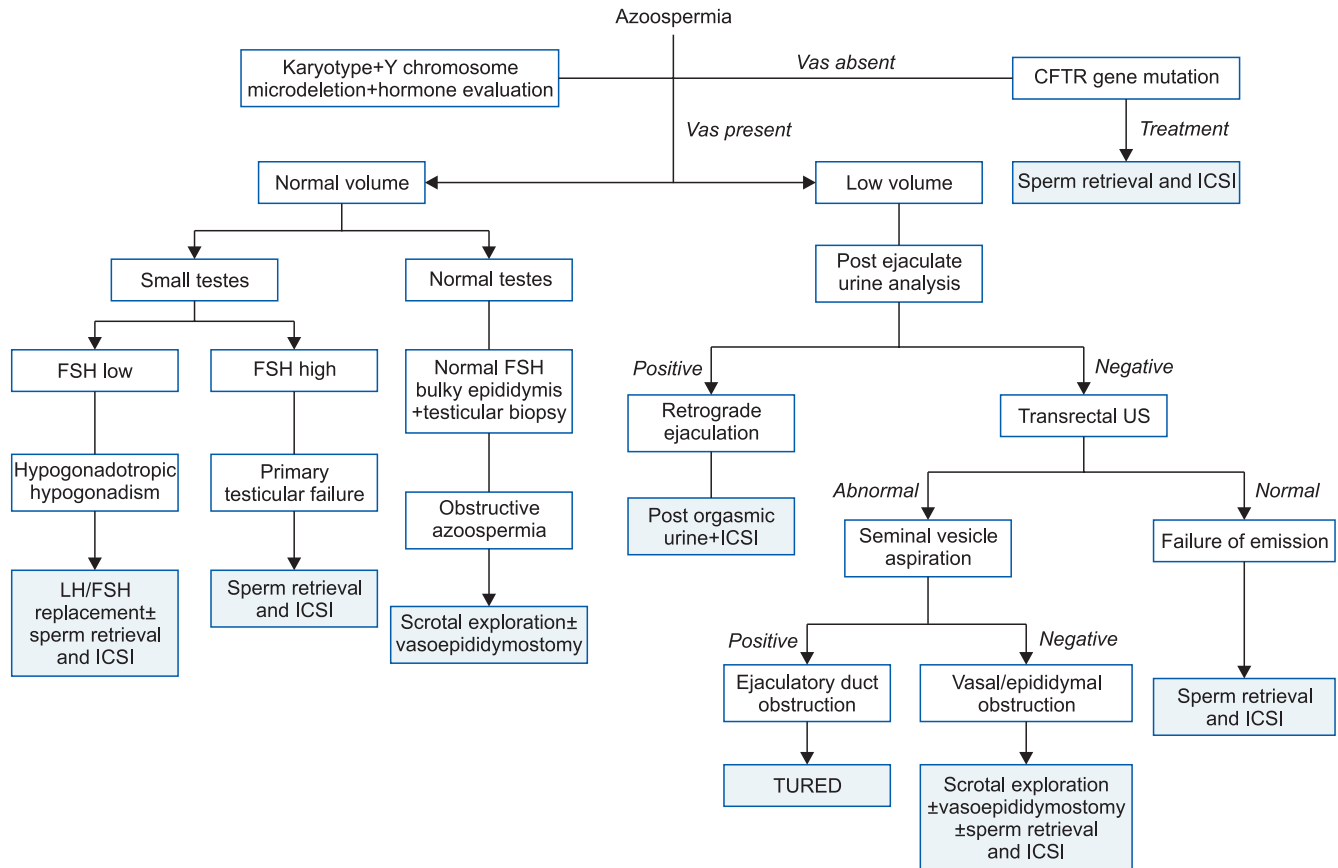 Azoospermia
Karyotype+Y chromosome
microdeletion+hormone evaluation
Vas absent
CFTR gene mutation
Vas present
Treatment
Normal volume
Low volume
Sperm retrieval and ICSI
Small testes
Normal testes
Post ejaculate
urine analysis
FSH low
FSH high
Normal FSH
bulky epididymis
+testicular biopsy
Positive
Negative
Retrograde
ejaculation
Transrectal US
Hypogonadotropic
hypogonadism
Primary
testicular failure
Obstructive
azoospermia
Post orgasmic
urine+ICSI
Abnormal
Normal
Seminal vesicle
aspiration
Failure of emission
LH/FSH
replacement±
sperm retrieval
and ICSI
Sperm retrieval
and ICSI
Scrotal exploration±
vasoepididymostomy
Positive
Negative
Ejaculatory duct
obstruction
Vasal/epididymal
obstruction
Sperm retrieval
and ICSI
TURED
Scrotal exploration
±vasoepididymostomy
±sperm retrieval
and ICSI